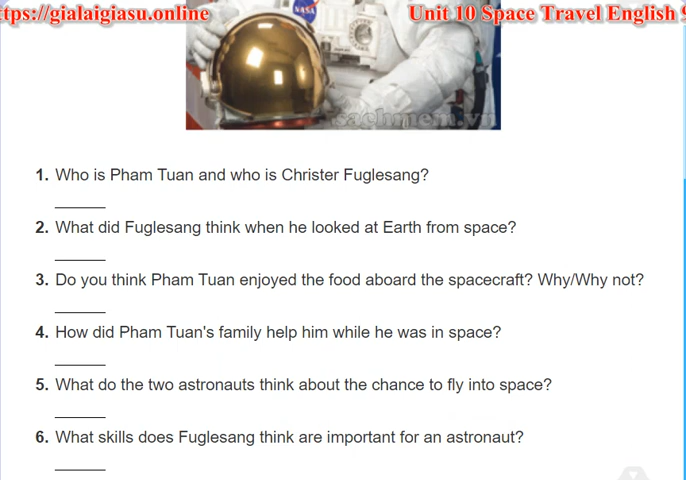 ttps://gialaigiasu.online Unit 10 Space Travel English 9
NASA
sachmem.vn
1. Who is Pham Tuan and who is Christer Fuglesang?
2. What did Fuglesang think when he looked at Earth from space?
3. Do you think Pham Tuan enjoyed the food aboard the spacecraft? Why/Why not?
4. How did Pham Tuan's family help him while he was in space?
5. What do the two astronauts think about the chance to fly into space?
6. What skills does Fuglesang think are important for an astronaut?